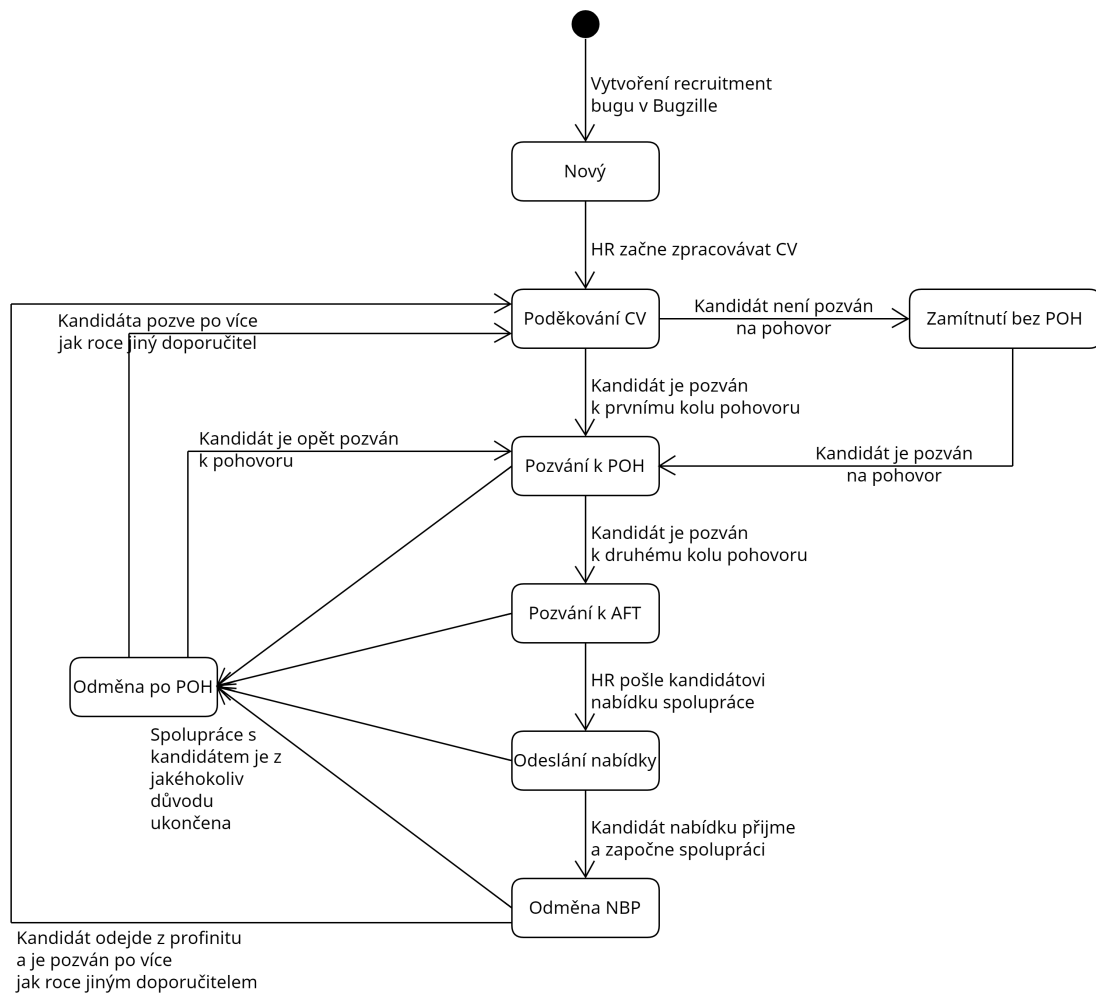 Vytvoření recruitment
bugu v Bugzille
Nový
HR začne zpracovávat CV
Poděkování CV
Kandidát není pozván
na pohovor
Zamítnutí bez POH
Kandidáta pozve po více
jak roce jiný doporučitel
Kandidát je pozván
k prvnímu kolu pohovoru
Kandidát je opět pozván
k pohovoru
Pozvání k POH
Kandidát je pozván
na pohovor
Kandidát je pozván
k druhému kolu pohovoru
Pozvání k AFT
Odměna po POH
HR pošle kandidátovi
nabídku spolupráce
Spolupráce s
kandidátem je z
jakéhokoliv
důvodu
ukončena
Odeslání nabídky
Kandidát nabídku přijme
a započne spolupráci
Odměna NBP
Kandidát odejde z profinitu
a je pozván po více
jak roce jiným doporučitelem